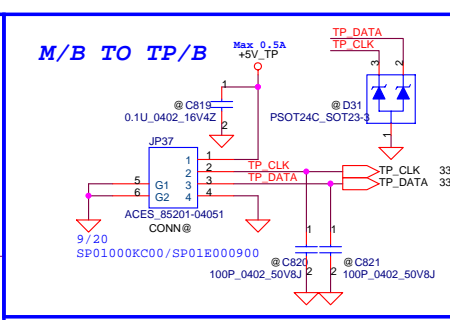 M/B TO TP/B
Max 0.5A
+5V_TP
TP_DATA
TP_CLK
3
2
1
@C819
0.1U_0402_16V4Z
2
@D31
PSOT24C_SOT23-3
1
JP37
1 1
2 2
3 3
4 4
5 G1
6 G2
TP_CLK
TP_DATA
TP_CLK 33
TP_DATA 33
ACES_85201-04051
CONN@
9/20
SP01000KC00/SP01E000900
1
1
@C820
2
100P_0402_50V8J
@C821
2
100P_0402_50V8J